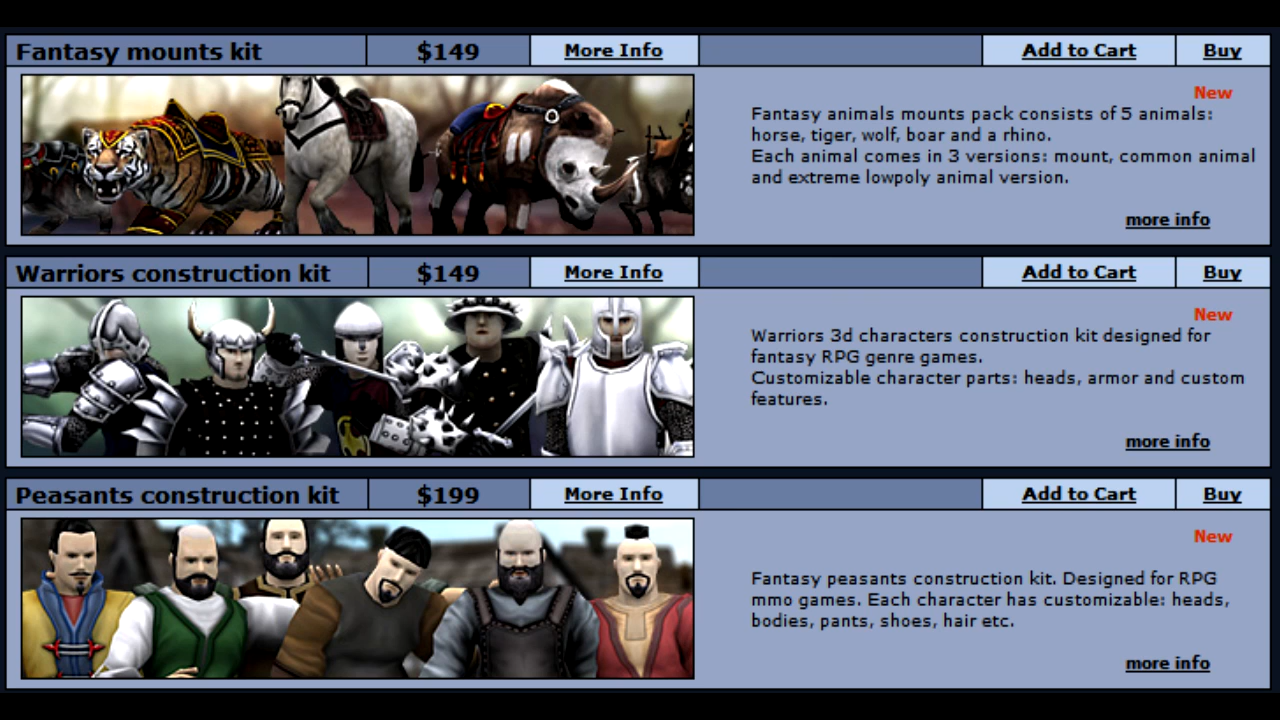 Fantasy mounts kit $149 More Info Add to Cart Buy
New
Fantasy animals mounts pack consists of 5 animals:
horse, tiger, wolf, boar and a rhino.
Each animal comes in 3 versions: mount, common animal
and extreme lowpoly animal version.
more info
Warriors construction kit $149 More Info Add to Cart Buy
New
Warriors 3d characters construction kit designed for
fantasy RPG genre games.
Customizable character parts: heads, armor and custom
features.
more info
Peasants construction kit $199 More Info Add to Cart Buy
New
Fantasy peasants construction kit. Designed for RPG
mmo games. Each character has customizable: heads,
bodies, pants, shoes, hair etc.
more info